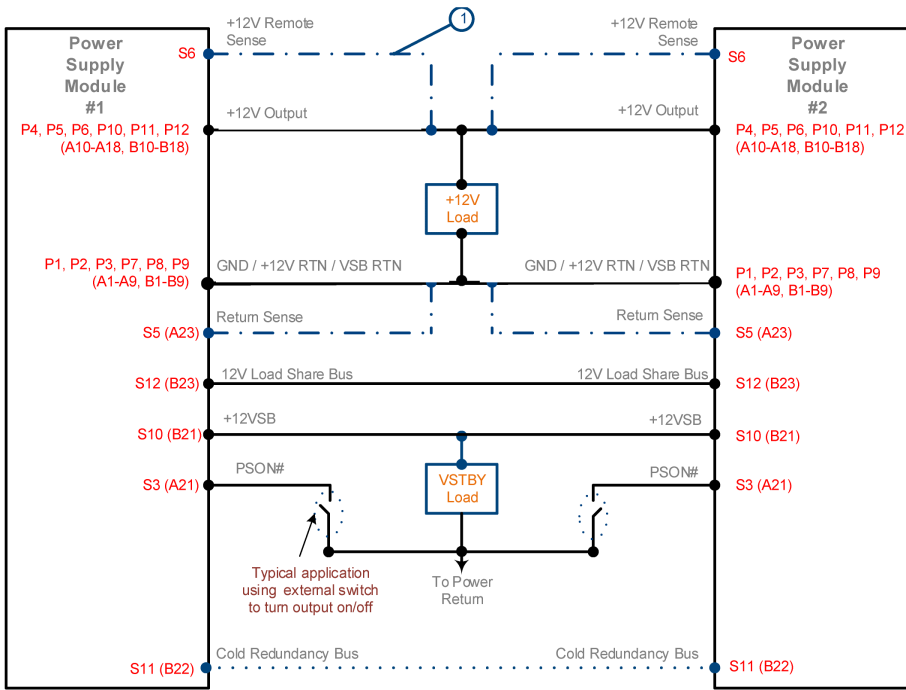 1
+12V Remote
Sense
+12V Remote
Sense
Power
Supply
Module
#1
Power
Supply
Module
#2
S6
S6
+12V Output
+12V Output
P4, P5, P6, P10, P11, P12
(A10-A18, B10-B18)
P4, P5, P6, P10, P11, P12
(A10-A18, B10-B18)
+12V
Load
P1, P2, P3, P7, P8, P9
(A1-A9, B1-B9)
GND / +12V RTN / VSB RTN
GND / +12V RTN / VSB RTN
P1, P2, P3, P7, P8, P9
(A1-A9, B1-B9)
Return Sense
Return Sense
S5 (A23)
S5 (A23)
12V Load Share Bus
12V Load Share Bus
S12 (B23)
S12 (B23)
+12VSB
+12VSB
S10 (B21)
S10 (B21)
PSON#
PSON#
S3 (A21)
S3 (A21)
VSTBY
Load
Typical application
using external switch
to turn output on/off
To Power
Return
Cold Redundancy Bus
Cold Redundancy Bus
S11 (B22)
S11 (B22)